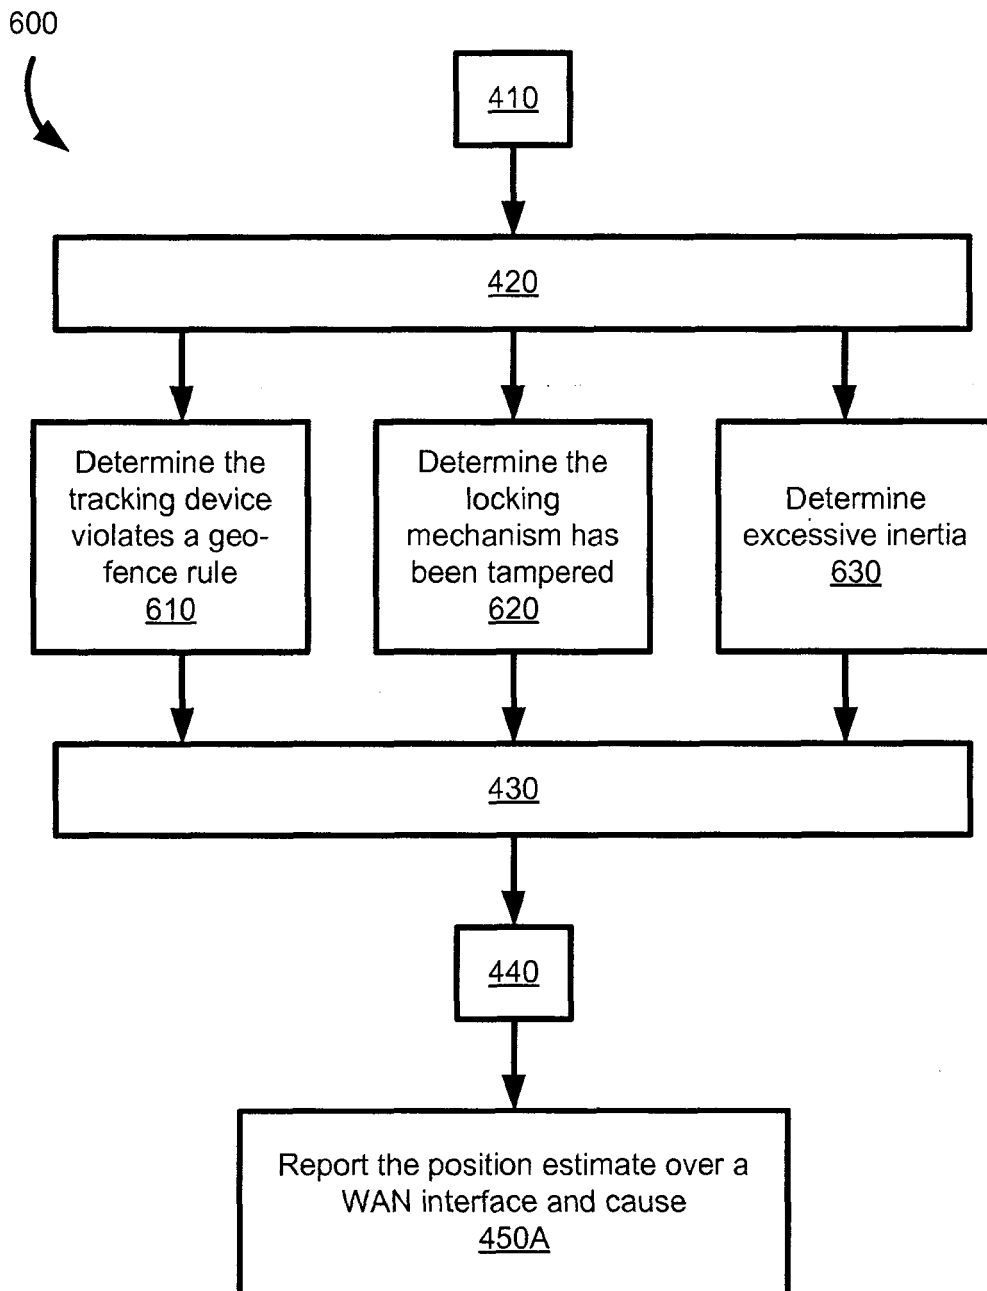 600
410
420
Determine the
tracking device
violates a geo-
fence rule
610
Determine the
locking
mechanism has
been tampered
620
Determine
excessive inertia
630
430
440
Report the position estimate over a
WAN interface and cause
450A